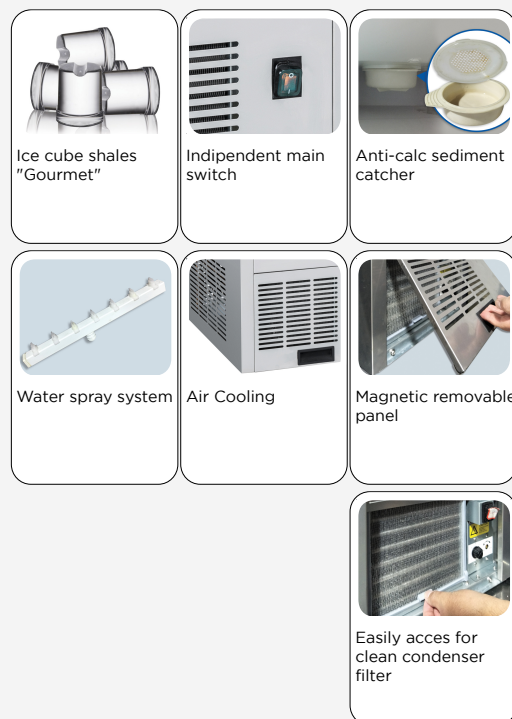 Ice cube shales
"Gourmet"
Indipendent main
switch
Anti-calc sediment
catcher
Water spray system
Air Cooling
Magnetic removable
panel
Easily acces for
clean condenser
filter